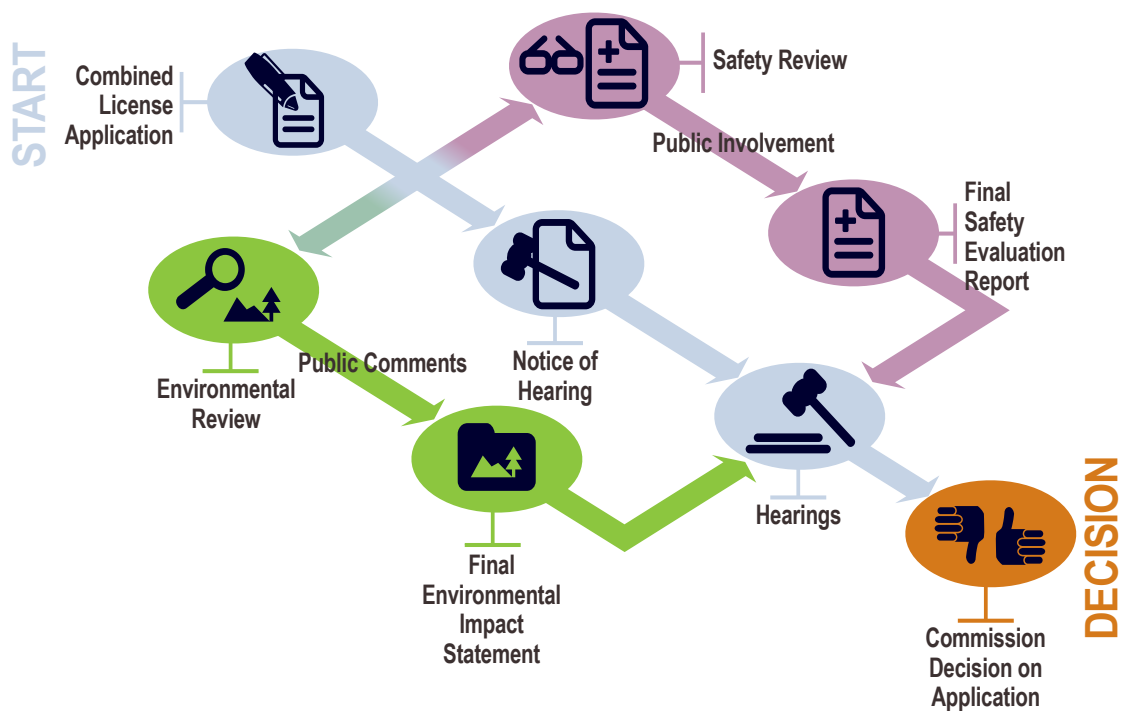 START
Combined
License
Application
Safety Review
Public Involvement
Final
Safety
Evaluation
Report
Notice of
Hearing
Public Comments
Environmental
Review
Hearings
Final
Environmental
Impact
Statement
DECISION
Commission
Decision on
Application